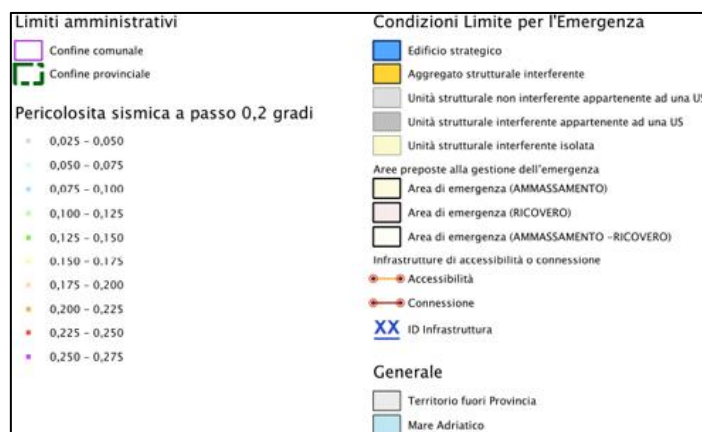 Limiti amministrativi
Confine comunale
Confine provinciale
Pericolosita sismica a passo 0,2 gradi
0,025 – 0,050
0,050 – 0,075
0,075 – 0,100
0,100 – 0,125
0,125 – 0,150
0.150 – 0.175
0,175 – 0,200
0,200 – 0,225
0,225 – 0,250
0,250 – 0,275
Condizioni Limite per l'Emergenza
Edificio strategico
Aggregato strutturale interferente
Unità strutturale non interferente appartenente ad una US
Unità strutturale interferente appartenente ad una US
Unità strutturale interferente isolata
Aree preposte alla gestione dell'emergenza
Area di emergenza (AMMASSAMENTO)
Area di emergenza (RICOVERO)
Area di emergenza (AMMASSAMENTO –RICOVERO)
Infrastrutture di accessibilità o connessione
Accessibilità
Connessione
XX ID Infrastruttura
Generale
Territorio fuori Provincia
Mare Adriatico